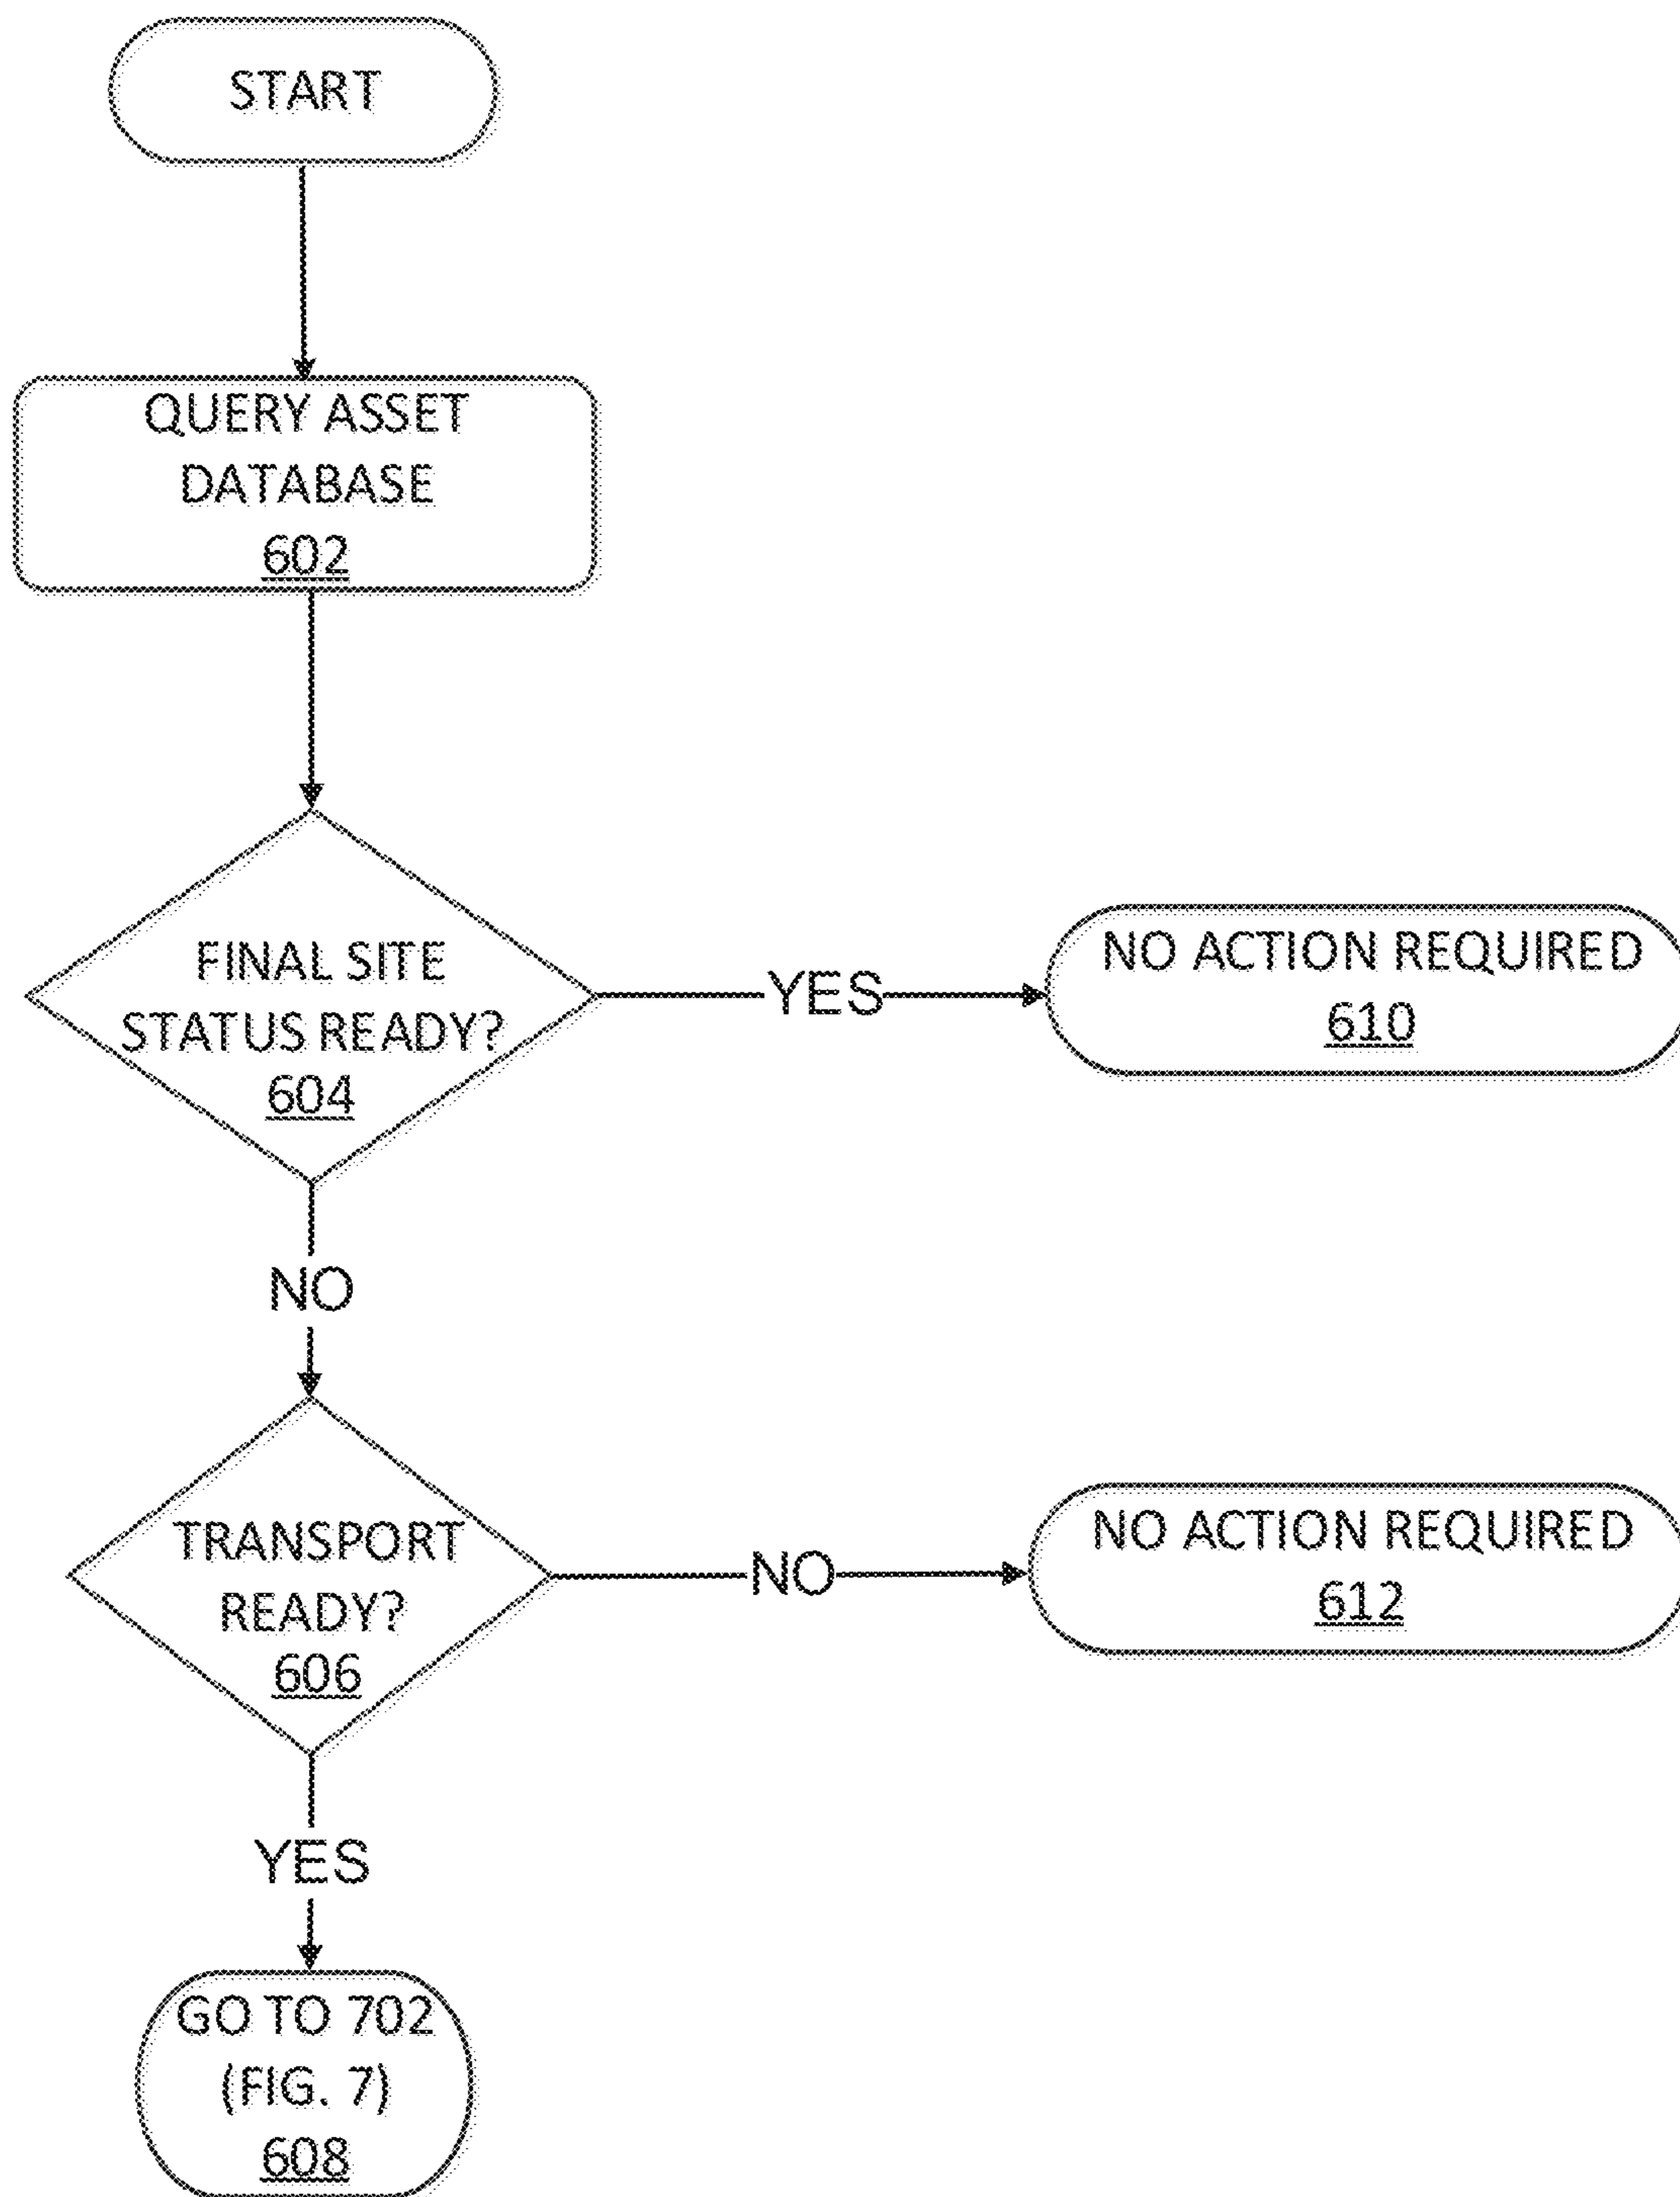 START
QUERY ASSET
DATABASE
602
FINAL SITE
STATUS READY?
604
YES
NO ACTION REQUIRED
610
NO
TRANSPORT
READY?
606
NO
NO ACTION REQUIRED
612
YES
GO TO 702
(FIG. 7)
608